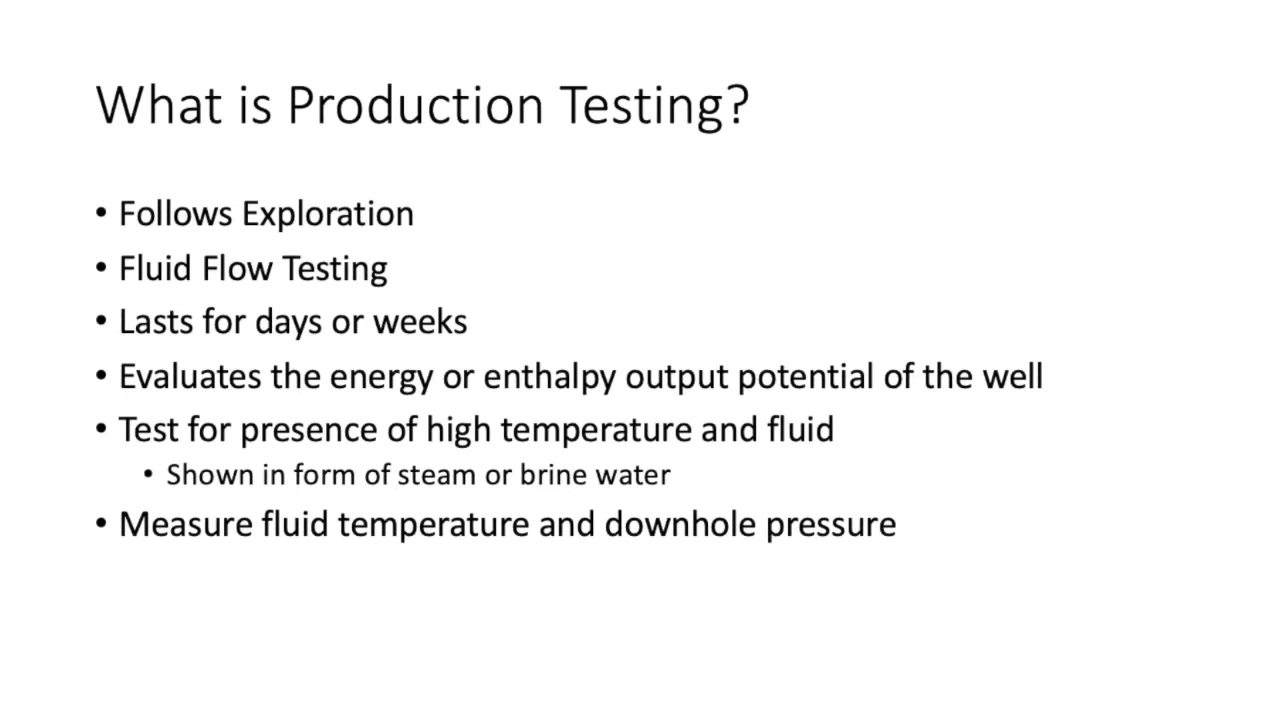 What is Production Testing?
• Follows Exploration
• Fluid Flow Testing
• Lasts for days or weeks
• Evaluates the energy or enthalpy output potential of the well
• Test for presence of high temperature and fluid
• Shown in form of steam or brine water
• Measure fluid temperature and downhole pressure